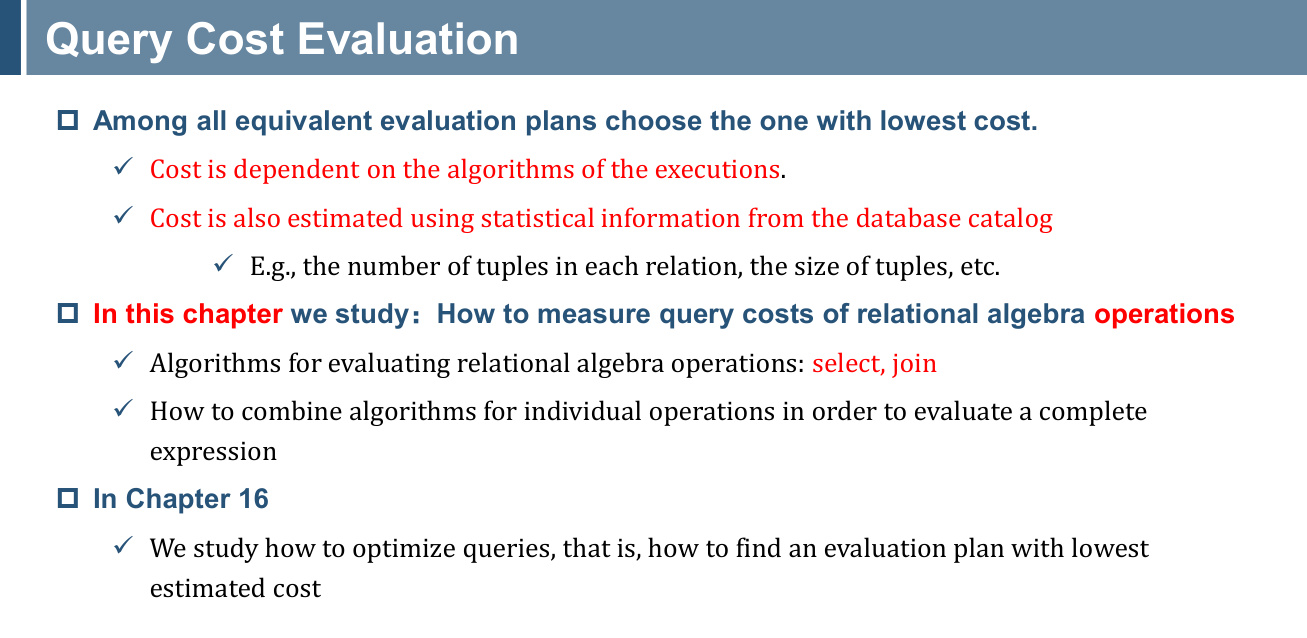 Query Cost Evaluation
Among all equivalent evaluation plans choose the one with lowest cost.
Cost is dependent on the algorithms of the executions.
Cost is also estimated using statistical information from the database catalog
E.g., the number of tuples in each relation, the size of tuples, etc.
In this chapter we study：How to measure query costs of relational algebra operations
Algorithms for evaluating relational algebra operations: select, join
How to combine algorithms for individual operations in order to evaluate a complete
expression
In Chapter 16
We study how to optimize queries, that is, how to find an evaluation plan with lowest
estimated cost